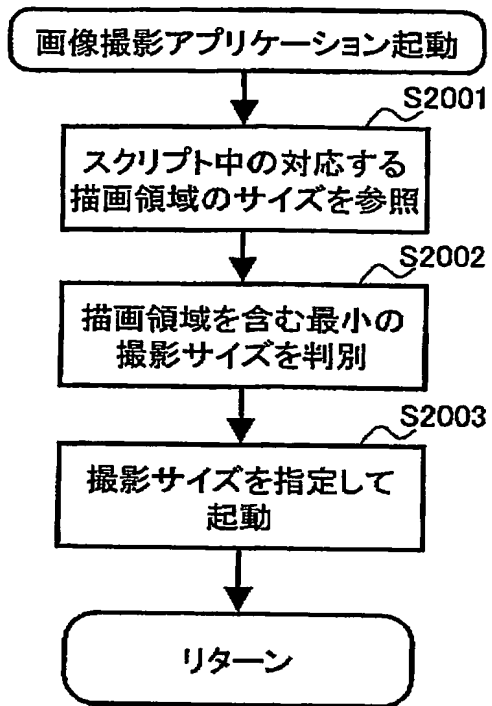 画像撮影アプリケーション起動
S2001
スクリプト中の対応する
描画領域のサイズを参照
S2002
描画領域を含む最小の
撮影サイズを判別
S2003
撮影サイズを指定して
起動
リターン